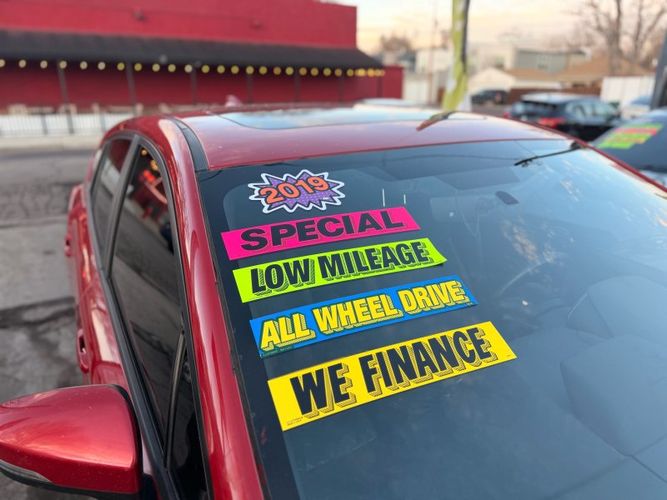 2019
SPECIAL
LOW MILEAGE
ALL WHEEL DRIVE
WE FINANCE